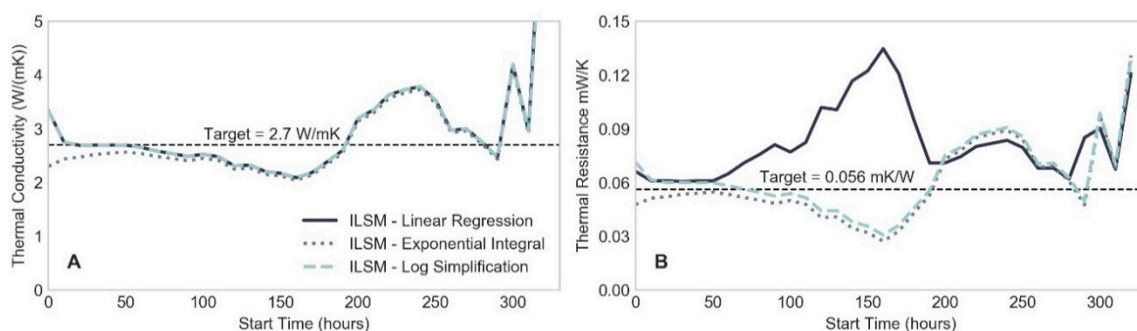 Thermal Conductivity (W/(mK))
5
4
3
2
1
0
Target = 2.7 W/mK
ILSM - Linear Regression
ILSM - Exponential Integral
ILSM - Log Simplification
A
0 50 100 150 200 250 300
Start Time (hours)
Thermal Resistance mW/K
0.15
0.12
0.09
0.06
0.03
0.00
Target = 0.056 mK/W
B
0 50 100 150 200 250 300
Start Time (hours)